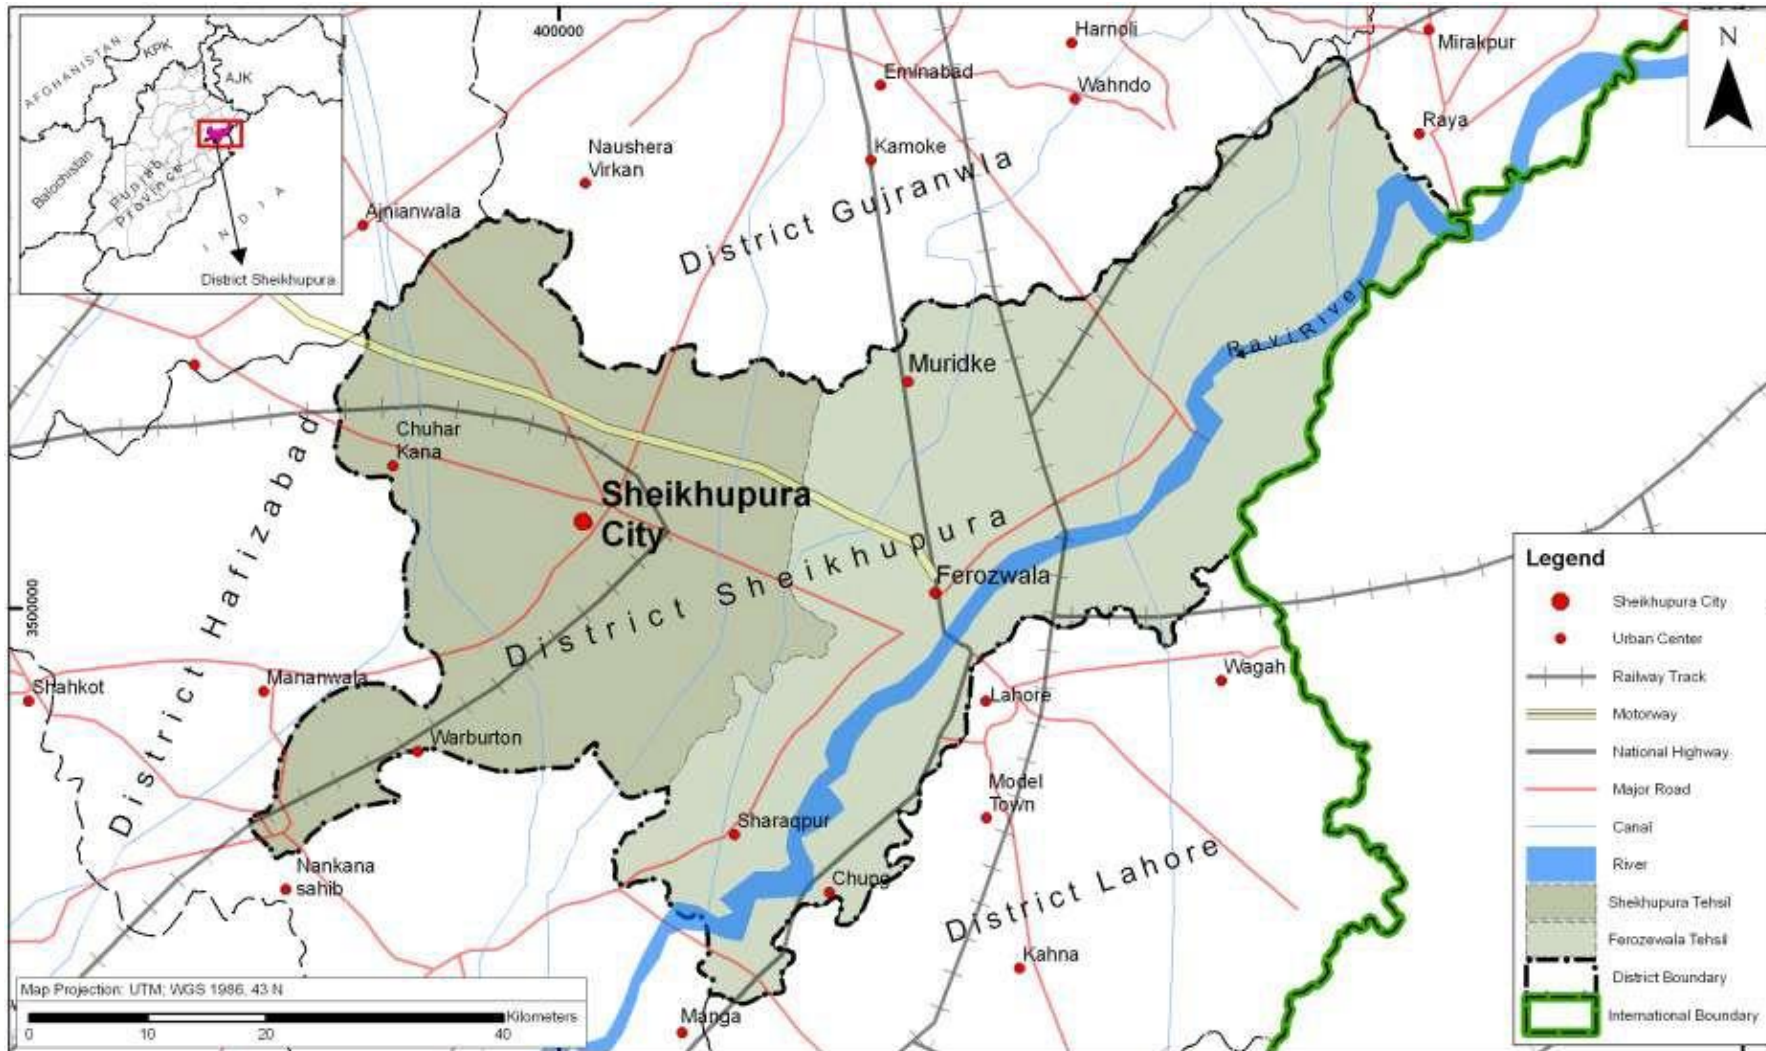 AFGHANISTAN
KPK
AJK
Balochistan
Punjab
Province
INDIA
District Sheikhupura
400000
3500000
N
Harnoli
Mirakpur
Eminabad
Wahndo
Raya
Naushera
Virkan
Kamoke
Ajnianwala
District Gujranwla
Ravi River
Muridke
Chuhar
Kana
Sheikhupura
City
District Hafizabad
District Sheikhupura
Ferozwala
Shahkot
Mananwala
Wagah
Lahore
Warburton
Model
Town
Sharaqpur
Nankana
sahib
Chung
District Lahore
Kahna
Manga
Legend
Sheikhupura City
Urban Center
Railway Track
Motorway
National Highway
Major Road
Canal
River
Shekhupura Tehsil
Ferozewala Tehsil
District Boundary
International Boundary
Map Projection: UTM; WGS 1986, 43 N
Kilometers
0 10 20 40